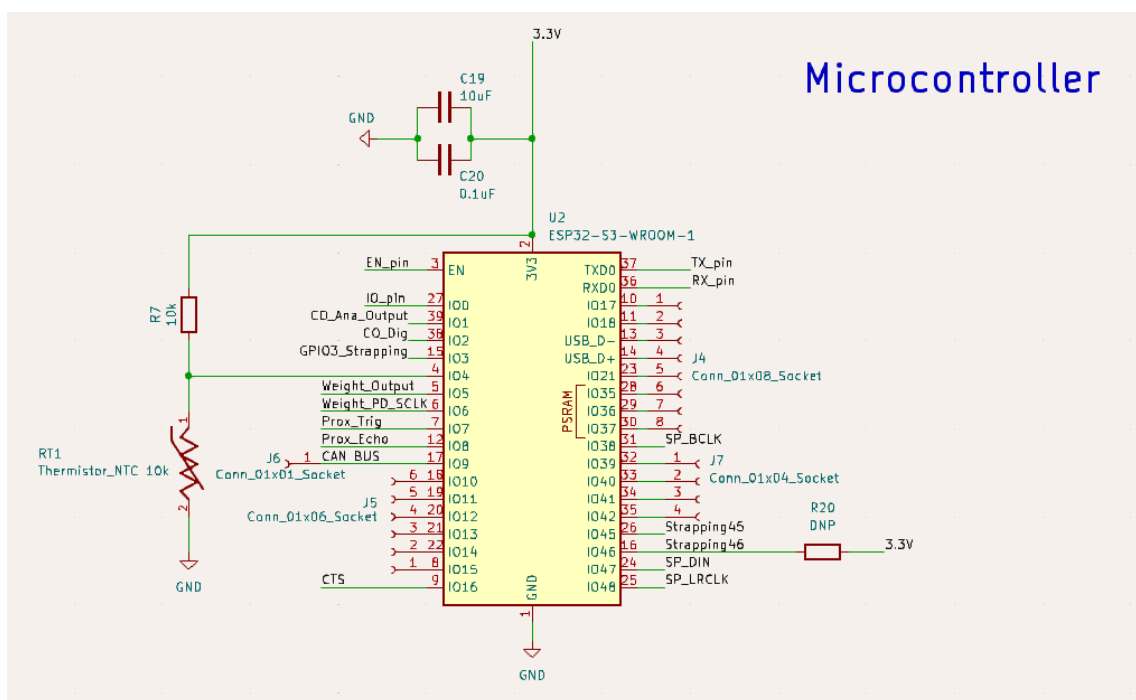 3.3V
Microcontroller
C19
10uF
GND
C20
0.1uF
U2
ESP32-S3-WROOM-1
2
3V3
EN_pin 3 EN
TXD0 37 TX_pin
RXD0 36 RX_pin
IO_pin 27 IO0
IO17 10 1
CO_Ana_Output 39 IO1
IO18 11 2
CO_Dig 38 IO2
USB_D- 13 3
GPIO3_Strapping 15 IO3
USB_D+ 14 4
J4
Conn_01x08_Socket
4 IO4
IO21 23 5
Weight_Output 5 IO5
IO35 28 6
Weight_PD_SCLK 6 IO6
IO36 29 7
Prox_Trig 7 IO7
IO37 30 8
PSRAM
Prox_Echo 12 IO8
IO38 31 SP_BCLK
J6
Conn_01x01_Socket
1 CAN_BUS 17 IO9
IO39 32 1
J7
Conn_01x04_Socket
6 18 IO10
IO40 33 2
5 19 IO11
IO41 34 3
J5
Conn_01x06_Socket
4 20 IO12
IO42 35 4
3 21 IO13
IO45 26 Strapping45
2 22 IO14
IO46 16 Strapping46
R20
DNP
3.3V
1 8 IO15
IO47 24 SP_DIN
CTS 9 IO16
IO48 25 SP_LRCLK
GND
1
GND
R7
10k
RT1
Thermistor_NTC 10k
1
2
GND